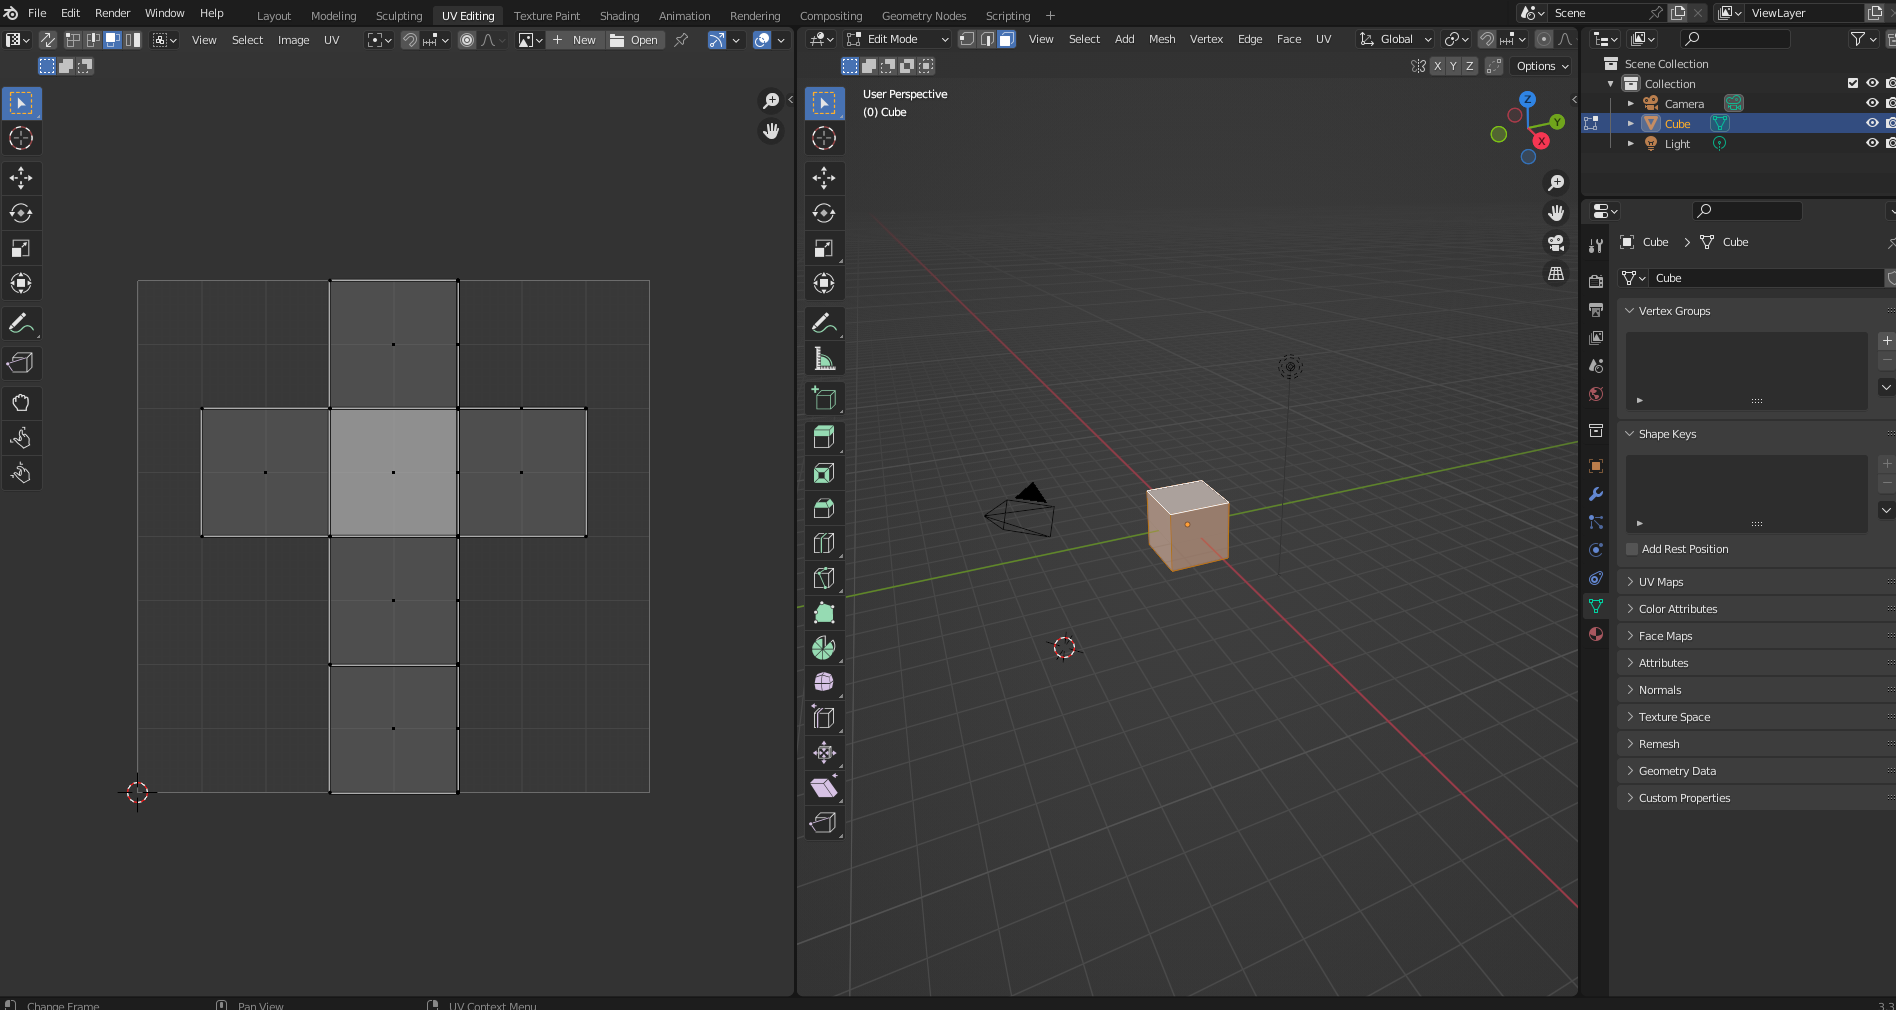 File Edit Render Window Help
Layout Modeling Sculpting UV Editing Texture Paint Shading Animation Rendering Compositing Geometry Nodes Scripting +
Scene
ViewLayer
View Select Image UV
New Open
Edit Mode
View Select Add Mesh Vertex Edge Face UV
Global
X Y Z
Options
User Perspective
(0) Cube
Z
Y
X
Scene Collection
Collection
Camera
Cube
Light
Cube > Cube
Cube
Vertex Groups
Shape Keys
Add Rest Position
UV Maps
Color Attributes
Face Maps
Attributes
Normals
Texture Space
Remesh
Geometry Data
Custom Properties
Change Frame
Pan View
UV Context Menu